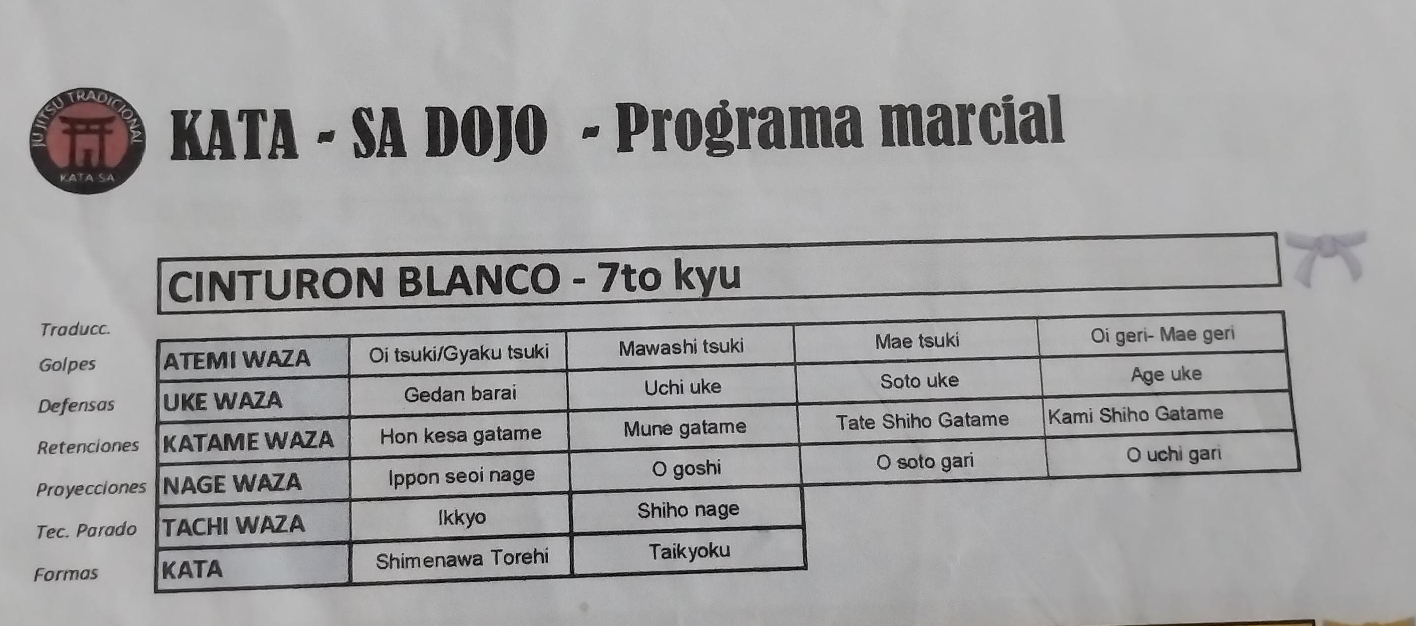 JU JITSU TRADICIONAL
KATA SA
KATA - SA DOJO - Programa marcial
CINTURON BLANCO - 7to kyu
Traducc.
Golpes ATEMI WAZA Oi tsuki/Gyaku tsuki Mawashi tsuki Mae tsuki Oi geri- Mae geri
Defensas UKE WAZA Gedan barai Uchi uke Soto uke Age uke
Retenciones KATAME WAZA Hon kesa gatame Mune gatame Tate Shiho Gatame Kami Shiho Gatame
Proyecciones NAGE WAZA Ippon seoi nage O goshi O soto gari O uchi gari
Tec. Parado TACHI WAZA Ikkyo Shiho nage
Formas KATA Shimenawa Torehi Taikyoku